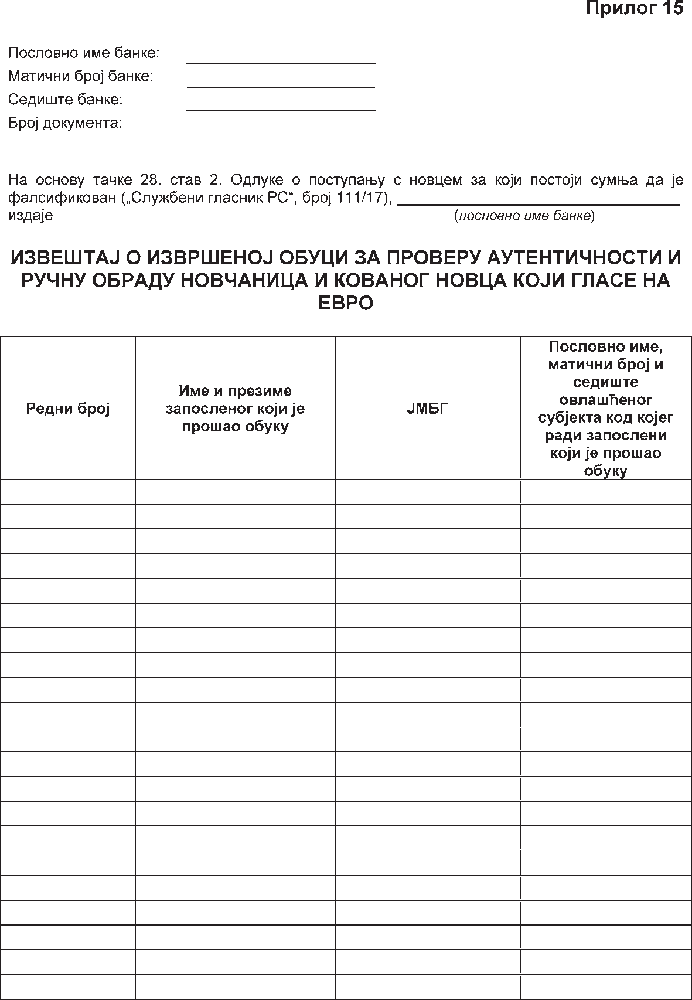 Прилог 15
Пословно име банке:
Матични број банке:
Седиште банке:
Број документа:
На основу тачке 28. став 2. Одлуке о поступању с новцем за који постоји сумња да је
фалсификован („Службени гласник РС“, број 111/17),
издаје (пословно име банке)
ИЗВЕШТАЈ О ИЗВРШЕНОЈ ОБУЦИ ЗА ПРОВЕРУ АУТЕНТИЧНОСТИ И
РУЧНУ ОБРАДУ НОВЧАНИЦА И КОВАНОГ НОВЦА КОЈИ ГЛАСЕ НА
ЕВРО
Редни број
Име и презиме
запосленог који је
прошао обуку
ЈМБГ
Пословно име,
матични број и
седиште
овлашћеног
субјекта код којег
ради запослени
који је прошао
обуку